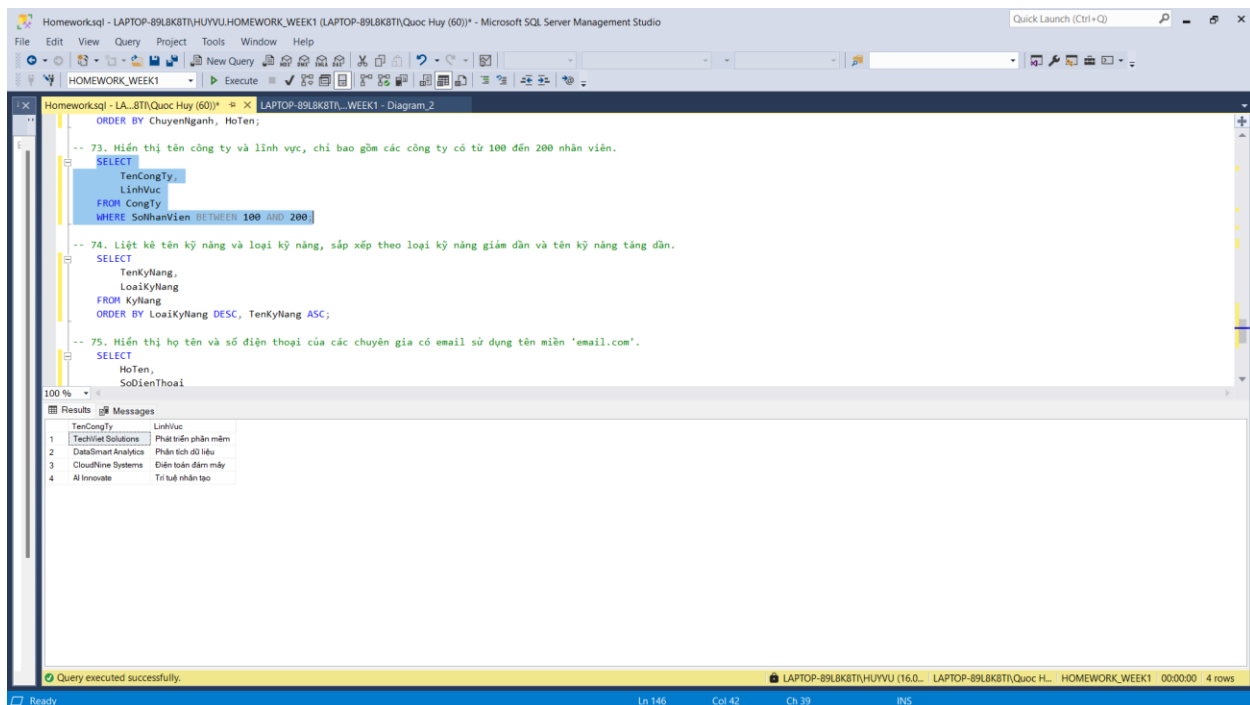 Homework.sql - LAPTOP-89L8K8TI\HUYVU.HOMEWORK_WEEK1 (LAPTOP-89L8K8TI\Quoc Huy (60))* - Microsoft SQL Server Management Studio
Quick Launch (Ctrl+Q)
File Edit View Query Project Tools Window Help
New Query
HOMEWORK_WEEK1 Execute
Homework.sql - LA...8TI\Quoc Huy (60))* LAPTOP-89L8K8TI\...WEEK1 - Diagram_2
ORDER BY ChuyenNganh, HoTen;
-- 73. Hiển thị tên công ty và lĩnh vực, chỉ bao gồm các công ty có từ 100 đến 200 nhân viên.
SELECT
TenCongTy,
LinhVuc
FROM CongTy
WHERE SoNhanVien BETWEEN 100 AND 200;
-- 74. Liệt kê tên kỹ năng và loại kỹ năng, sắp xếp theo loại kỹ năng giảm dần và tên kỹ năng tăng dần.
SELECT
TenKyNang,
LoaiKyNang
FROM KyNang
ORDER BY LoaiKyNang DESC, TenKyNang ASC;
-- 75. Hiển thị họ tên và số điện thoại của các chuyên gia có email sử dụng tên miền 'email.com'.
SELECT
HoTen,
SoDienThoai
100 %
Results Messages
TenCongTy LinhVuc
1 TechViet Solutions Phát triển phần mềm
2 DataSmart Analytics Phân tích dữ liệu
3 CloudNine Systems Điện toán đám mây
4 AI Innovate Trí tuệ nhân tạo
Query executed successfully. LAPTOP-89L8K8TI\HUYVU (16.0... LAPTOP-89L8K8TI\Quoc H... HOMEWORK_WEEK1 00:00:00 4 rows
Ready Ln 146 Col 42 Ch 39 INS